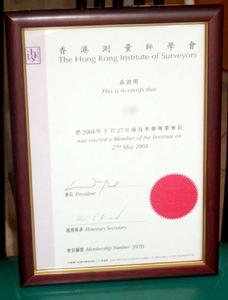 香港測量師學會
The Hong Kong Institute of Surveyors
茲證明
This is to certify that
於2004年5月27日成為本會專業會員
was elected a Member of the Institute on
27th May 2004
會長 President
義務秘書 Honorary Secretary
會員編號 Membership Number